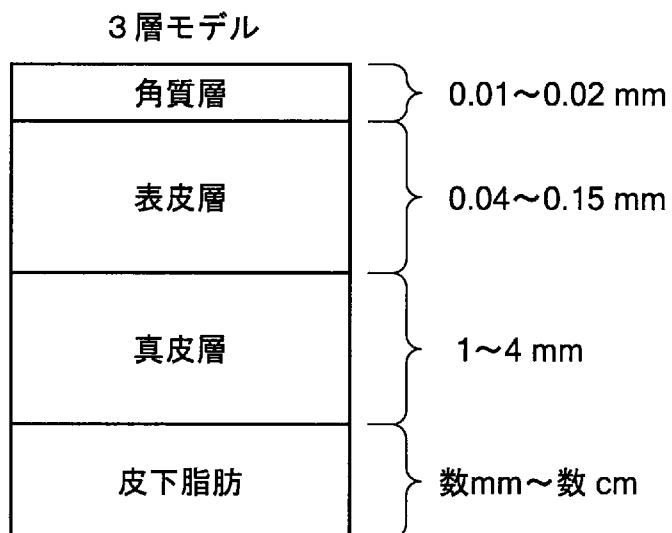 ３層モデル
角質層 0.01～0.02 mm
表皮層 0.04～0.15 mm
真皮層 1～4 mm
皮下脂肪 数mm～数 cm